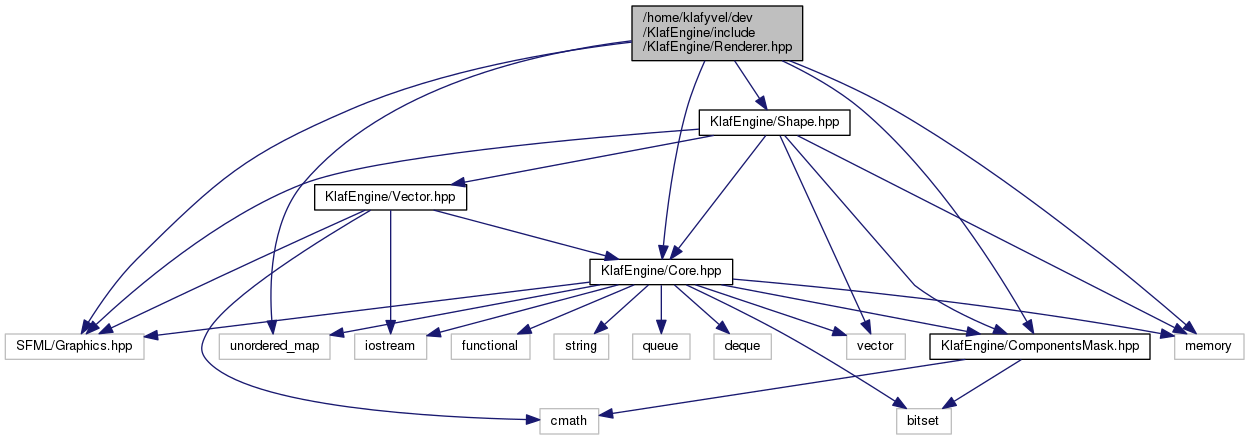 /home/klafyvel/dev
/KlafEngine/include
/KlafEngine/Renderer.hpp
KlafEngine/Shape.hpp
KlafEngine/Vector.hpp
KlafEngine/Core.hpp
SFML/Graphics.hpp
unordered_map
iostream
functional
string
queue
deque
vector
KlafEngine/ComponentsMask.hpp
memory
cmath
bitset